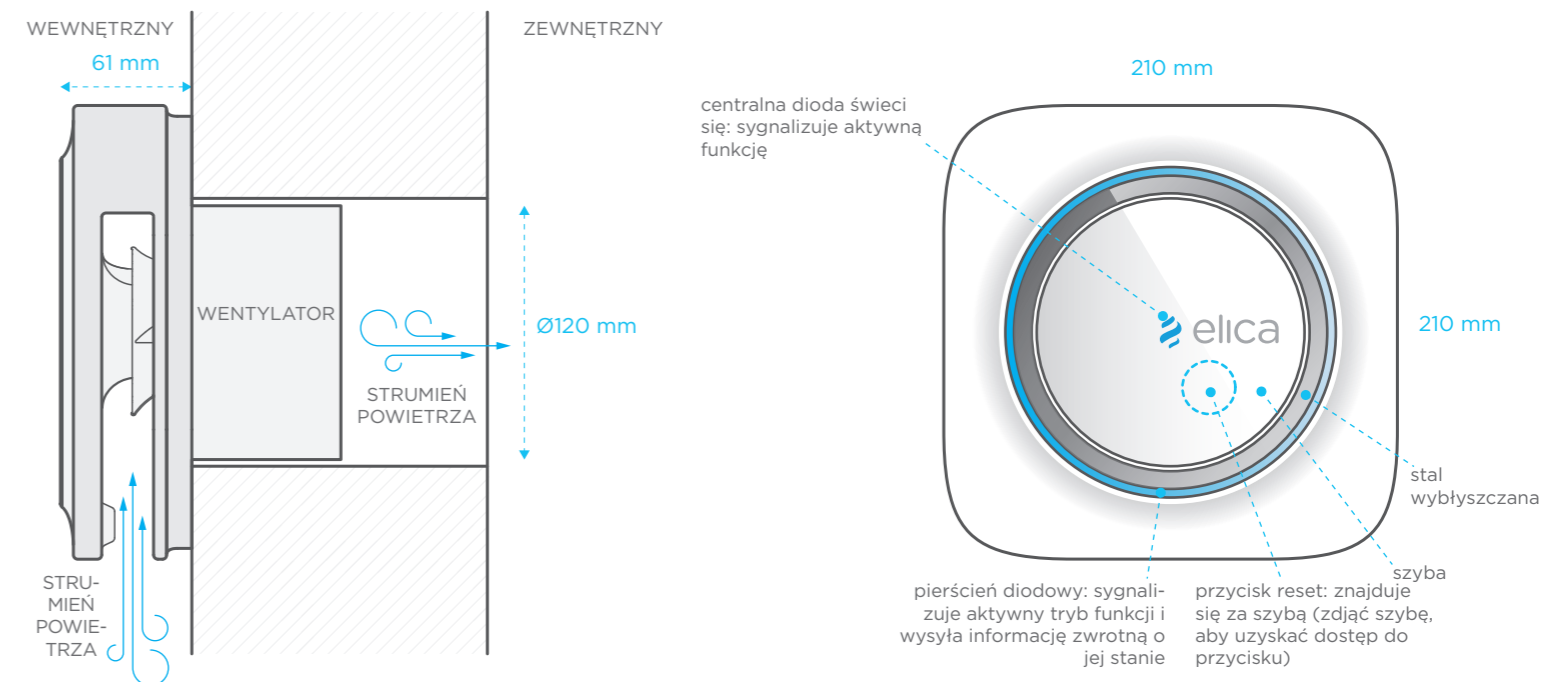 WEWNĘTRZNY
ZEWNĘTRZNY
61 mm
WENTYLATOR
Ø120 mm
STRUMIEŃ
POWIETRZA
STRU-
MIEŃ
POWIE-
TRZA
210 mm
centralna dioda świeci
się: sygnalizuje aktywną
funkcję
elica
210 mm
stal
wybłyszczana
szyba
pierścień diodowy: sygnali-
zuje aktywny tryb funkcji i
wysyła informację zwrotną o
jej stanie
przycisk reset: znajduje
się za szybą (zdjąć szybę,
aby uzyskać dostęp do
przycisku)